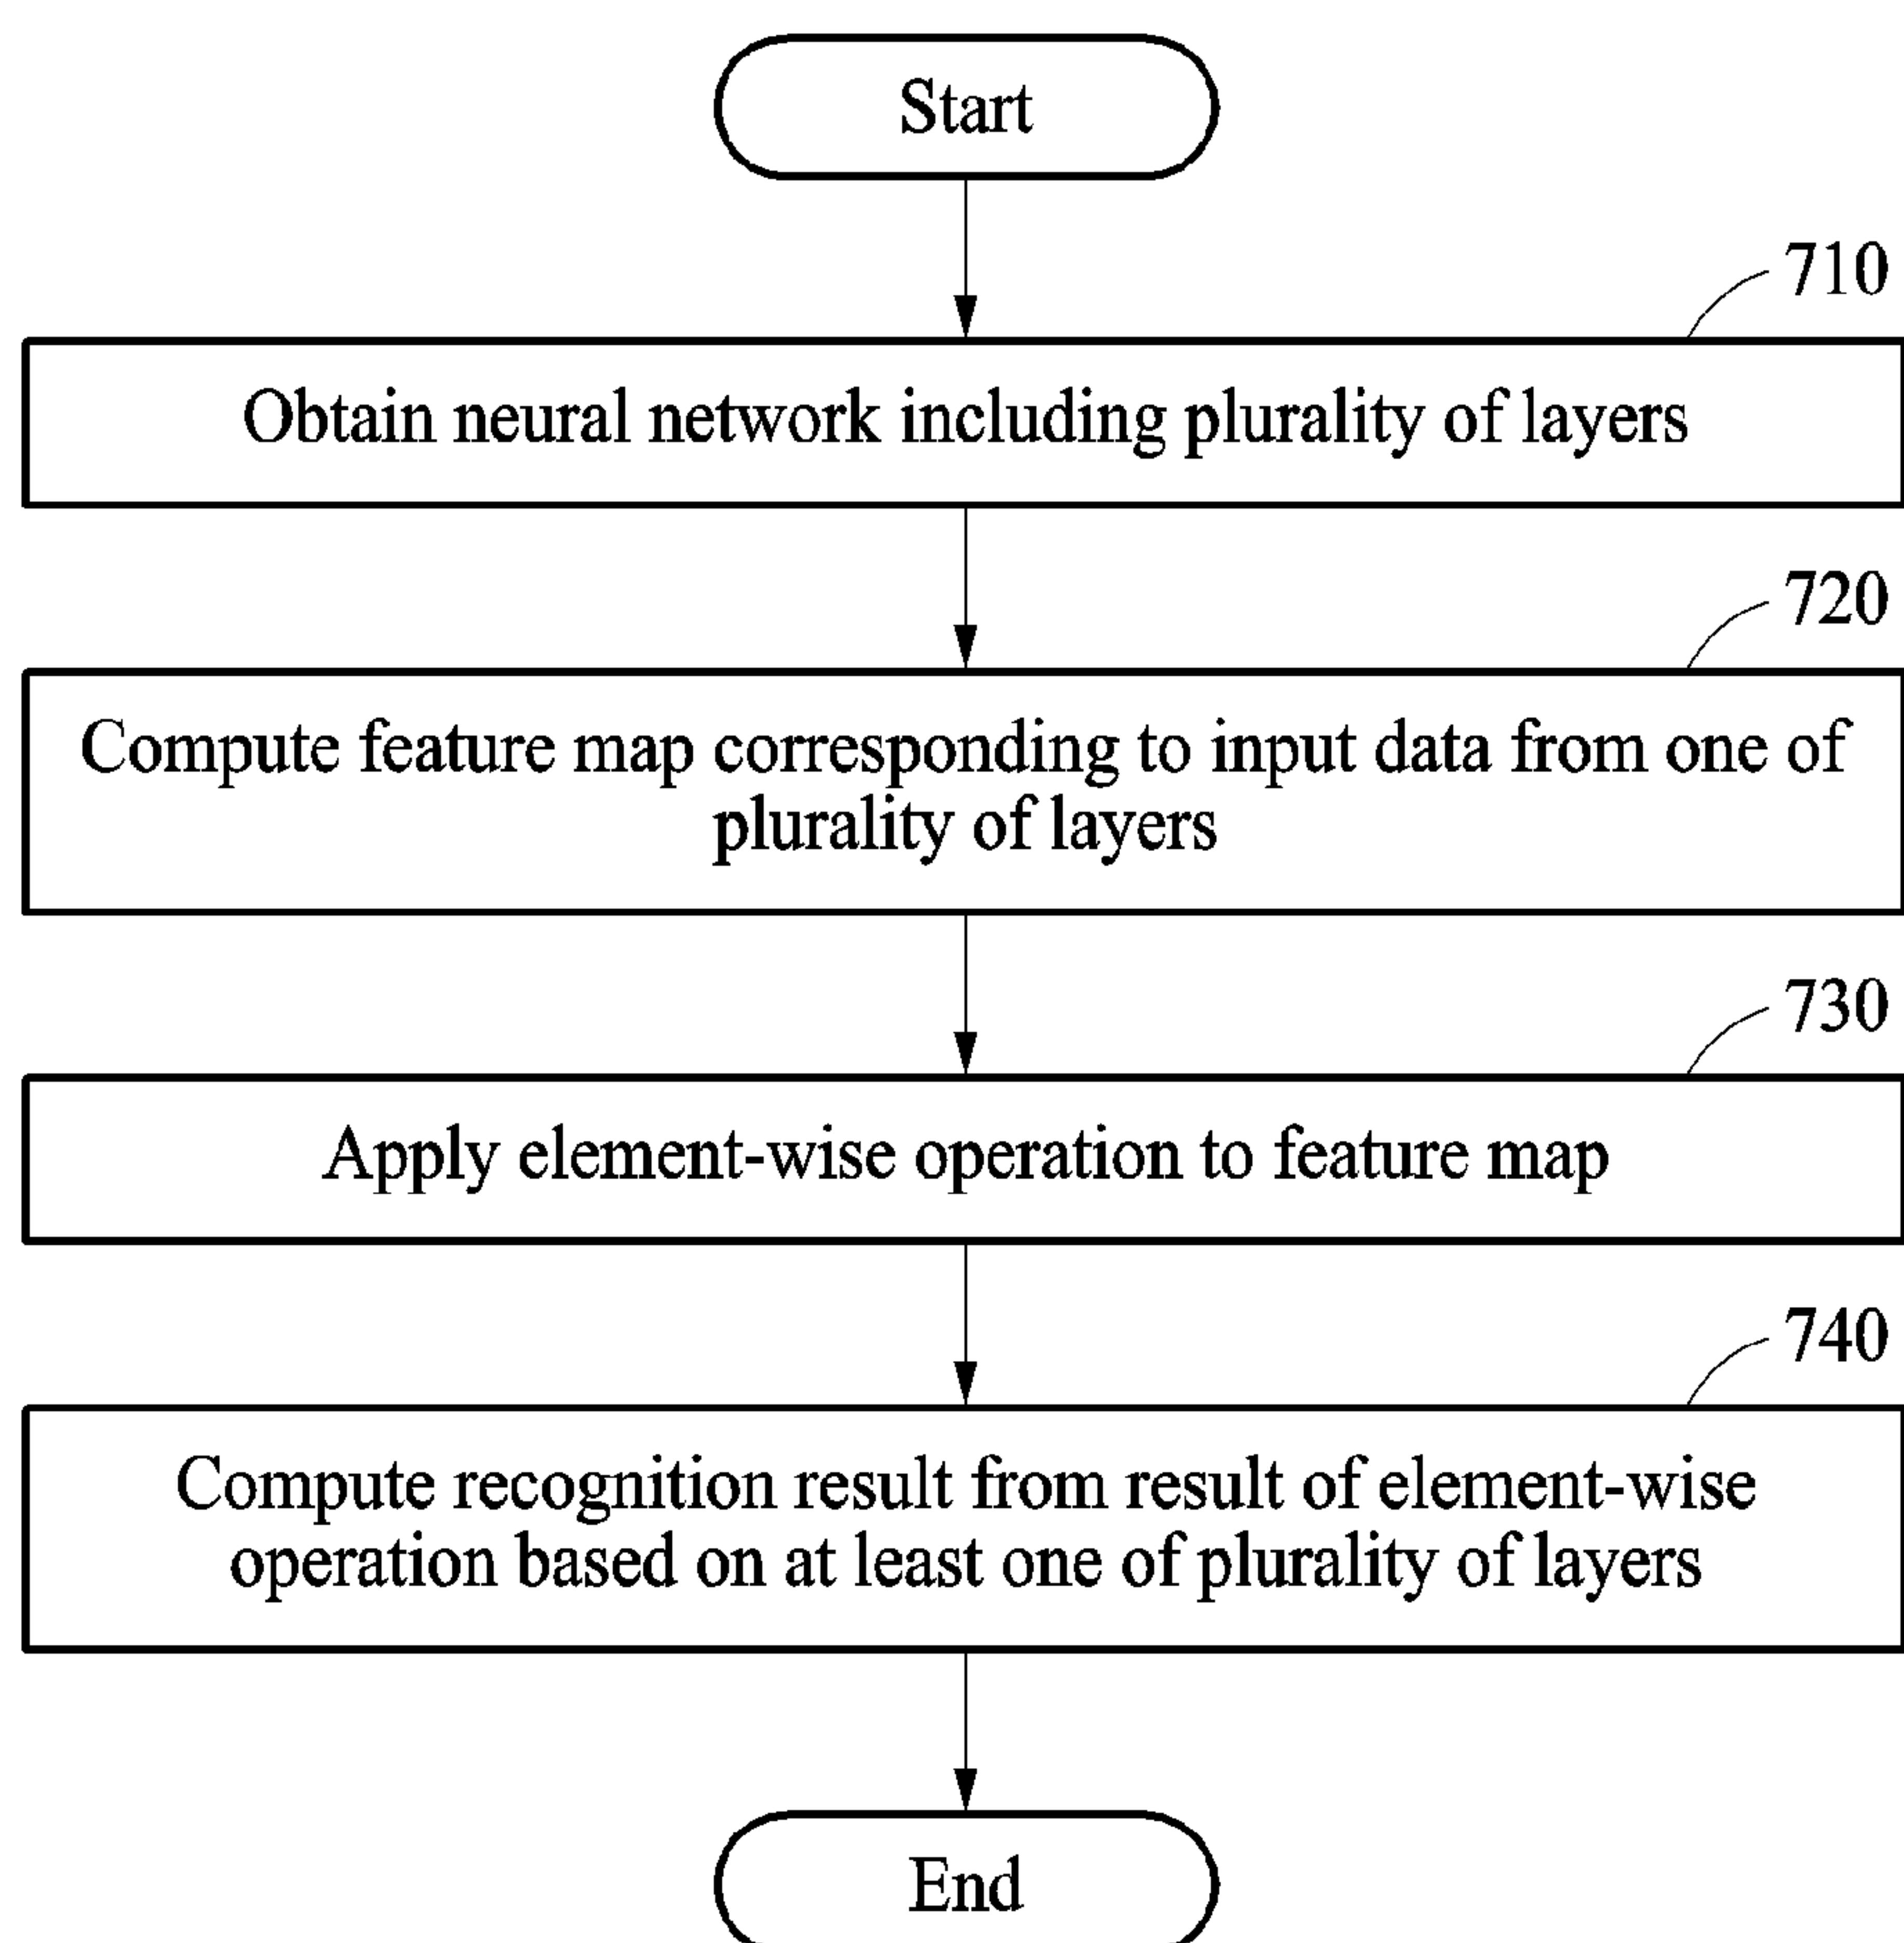 Start
710
Obtain neural network including plurality of layers
720
Compute feature map corresponding to input data from one of
plurality of layers
730
Apply element-wise operation to feature map
740
Compute recognition result from result of element-wise
operation based on at least one of plurality of layers
End